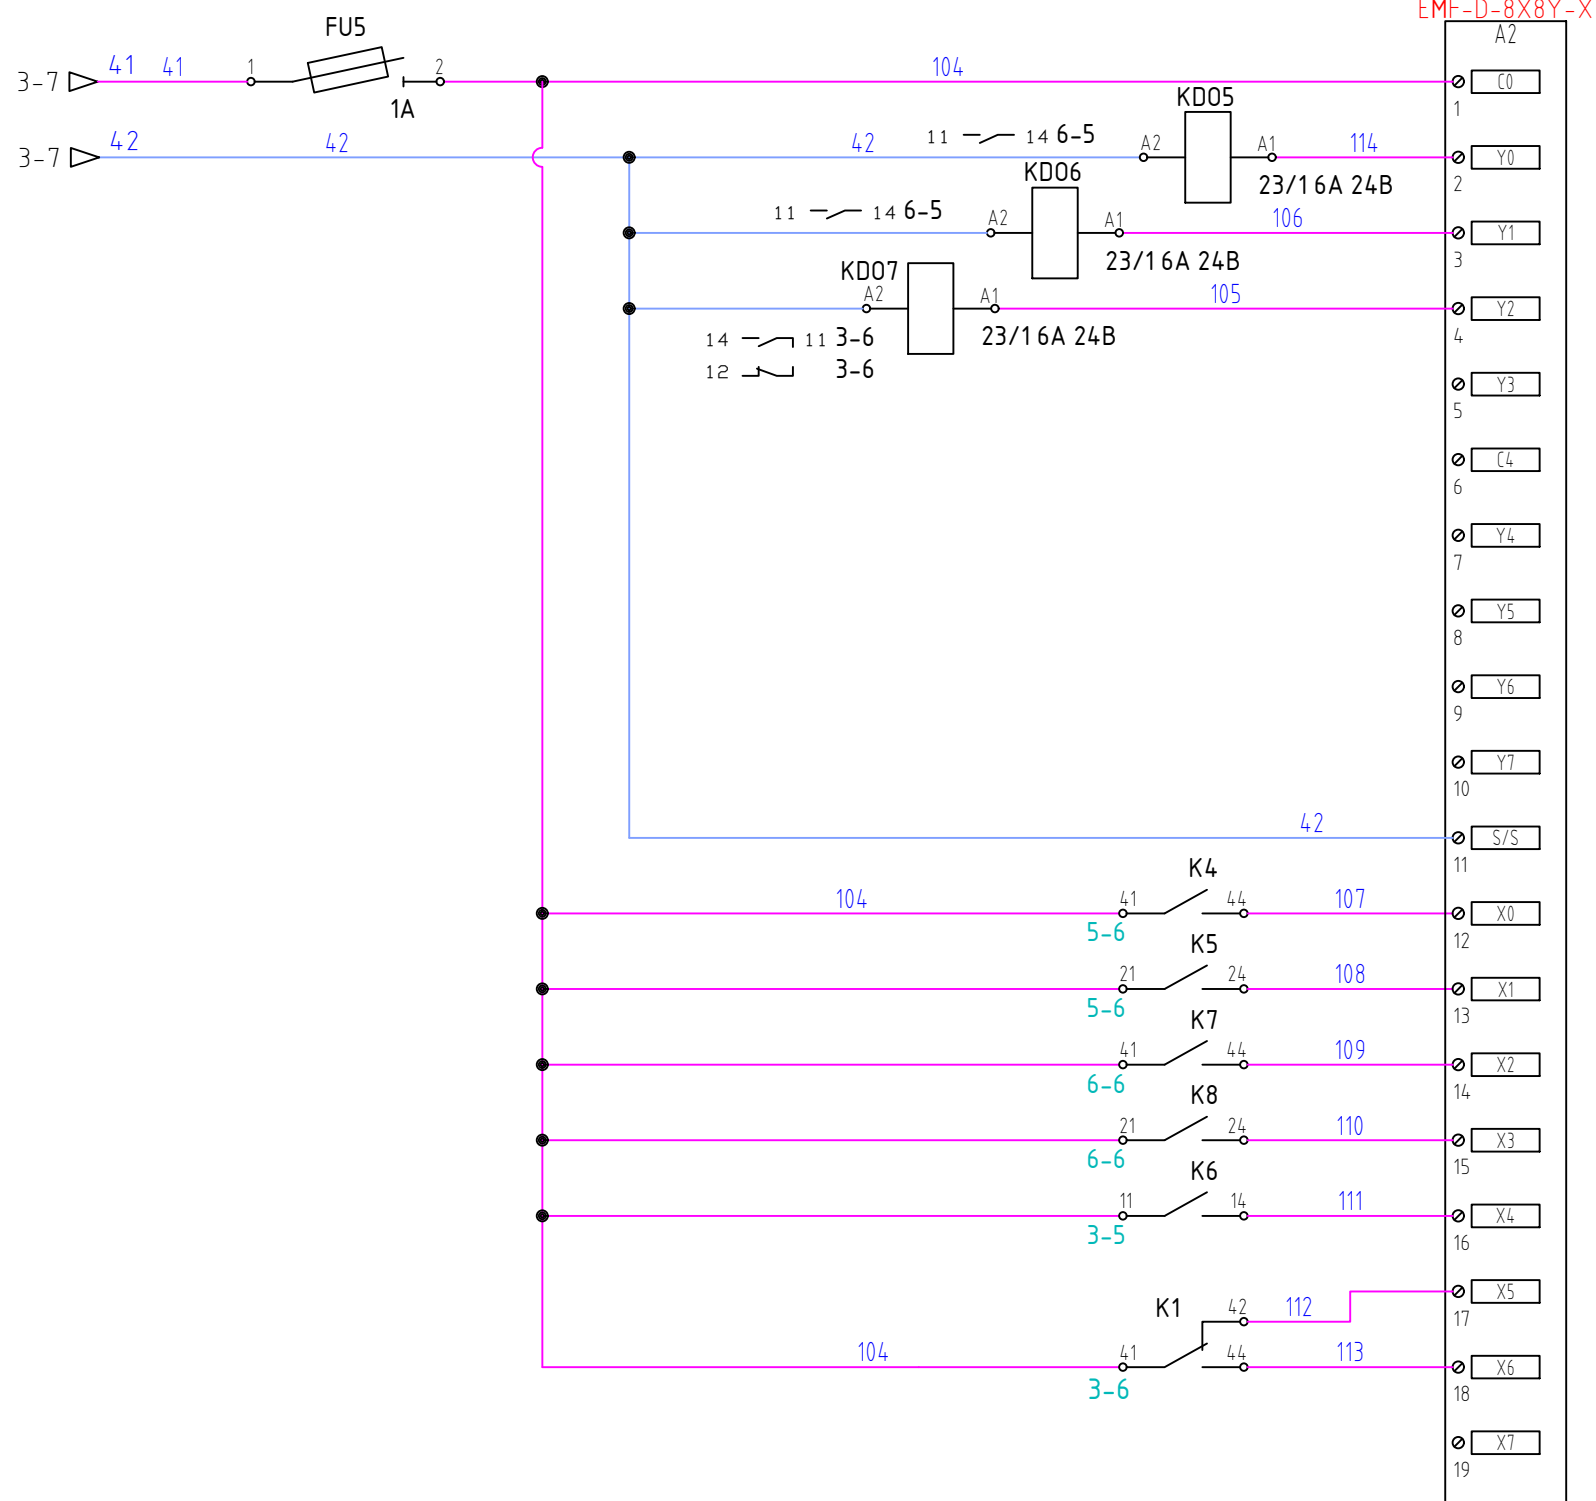 EMF-D-8X8Y-X
A2
FU5
3-7 41 41 1 2 104 C0
1A 1
KD05
11 14 6-5
3-7 42 42 42 A2 A1 114 Y0
23/1 6A 24B 2
KD06
11 14 6-5 A2 A1 106 Y1
23/1 6A 24B 3
KD07
A2 A1 105 Y2
14 11 3-6 23/1 6A 24B 4
12 3-6
Y3
5
C4
6
Y4
7
Y5
8
Y6
9
Y7
10
42 S/S
11
K4
104 41 44 107 X0
5-6 12
K5
21 24 108 X1
5-6 13
K7
41 44 109 X2
6-6 14
K8
21 24 110 X3
6-6 15
K6
11 14 111 X4
3-5 16
X5
K1 42 112 17
104 41 44 113 X6
3-6 18
X7
19